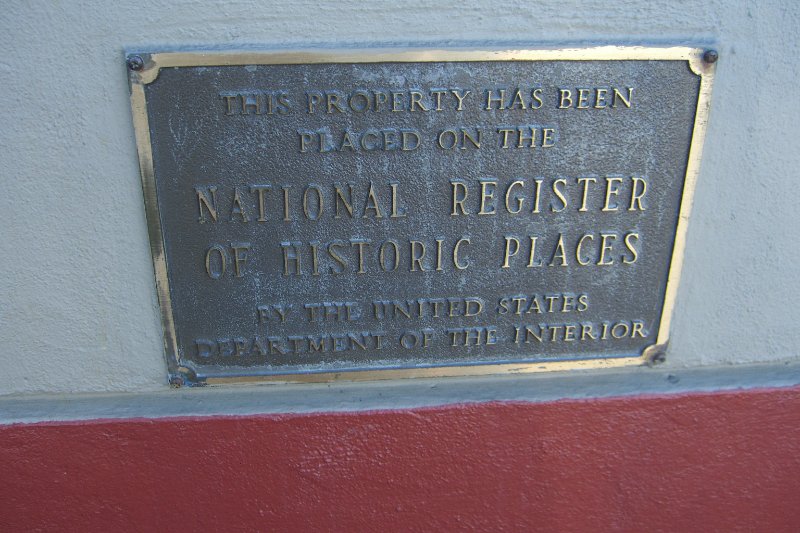 THIS PROPERTY HAS BEEN
PLACED ON THE
NATIONAL REGISTER
OF HISTORIC PLACES
BY THE UNITED STATES
DEPARTMENT OF THE INTERIOR